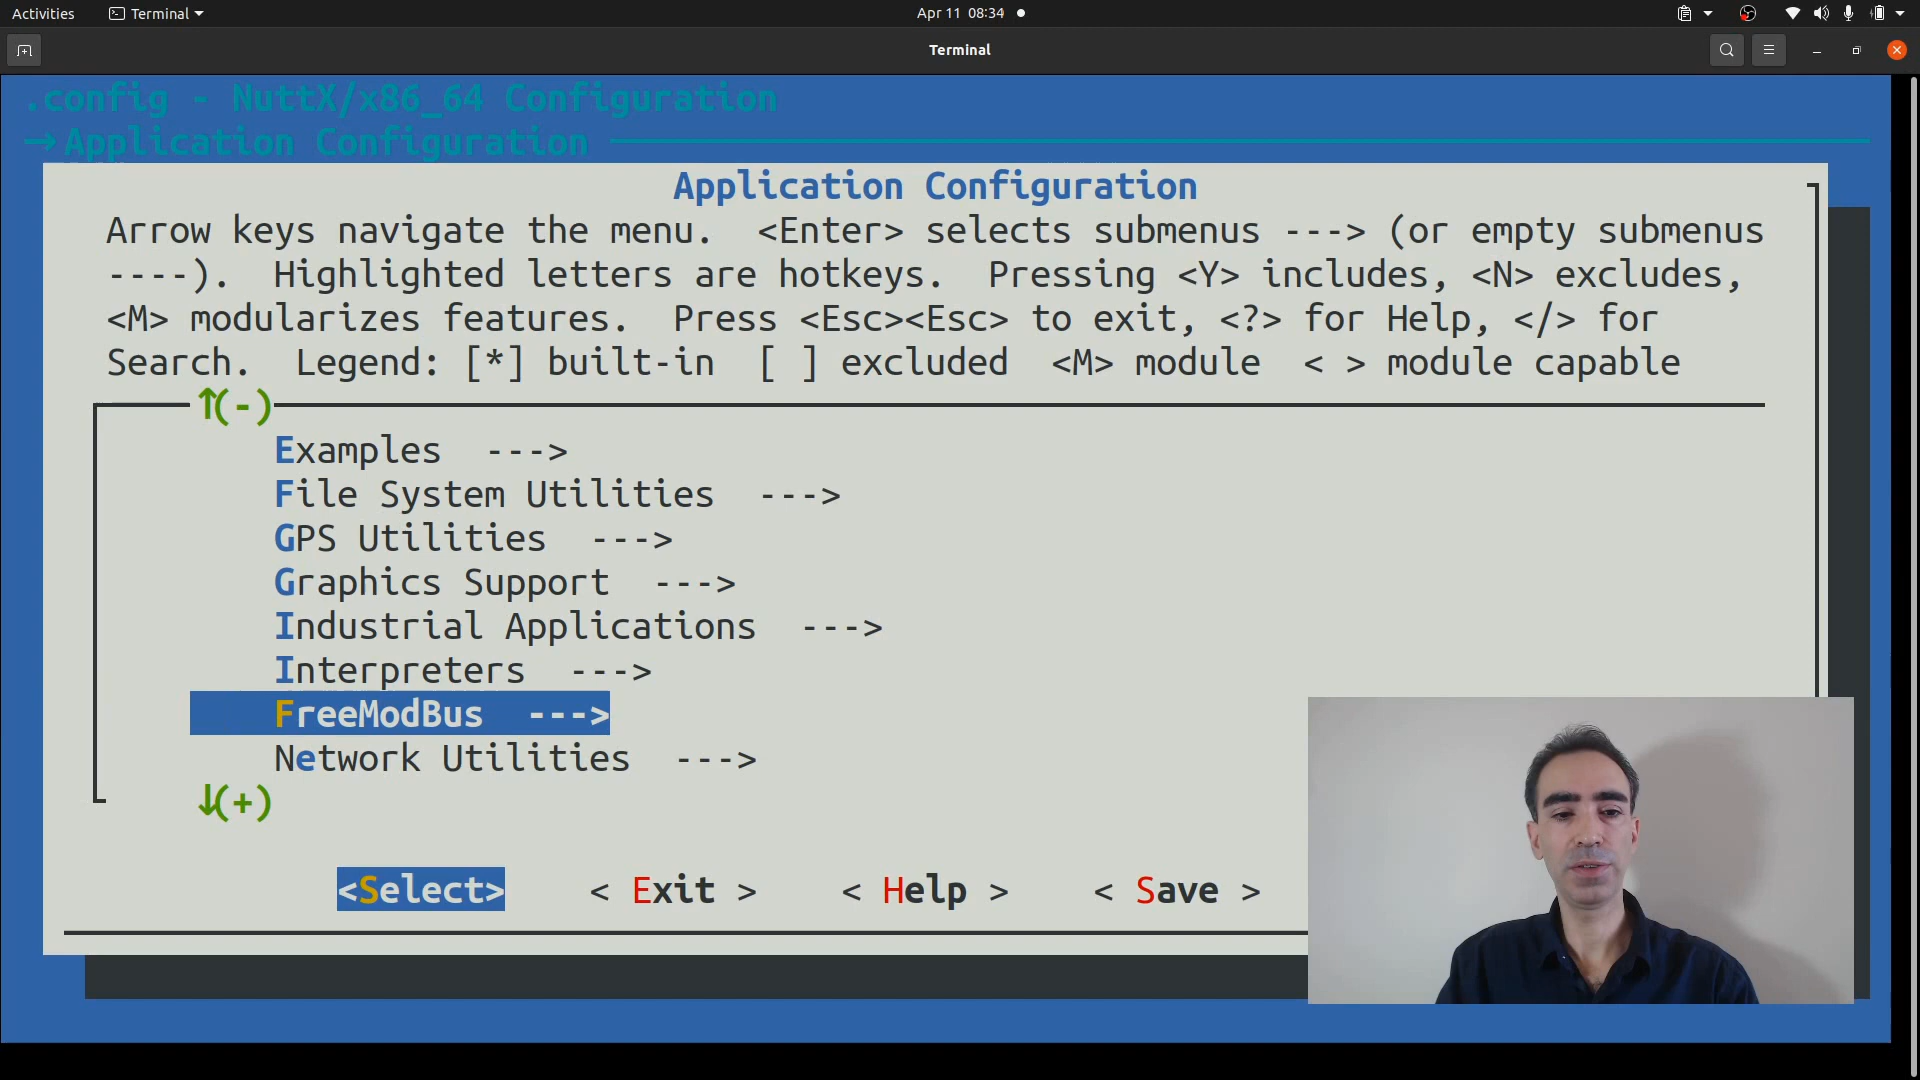 Activities Terminal Apr 11 08:34
Terminal
.config - NuttX/x86_64 Configuration
→ Application Configuration
Application Configuration
Arrow keys navigate the menu.  <Enter> selects submenus ---> (or empty submenus
----).  Highlighted letters are hotkeys.  Pressing <Y> includes, <N> excludes,
<M> modularizes features.  Press <Esc><Esc> to exit, <?> for Help, </> for
Search.  Legend: [*] built-in  [ ] excluded  <M> module  < > module capable
↑(-)
Examples  --->
File System Utilities  --->
GPS Utilities  --->
Graphics Support  --->
Industrial Applications  --->
Interpreters  --->
FreeModBus  --->
Network Utilities  --->
↓(+)
<Select>    < Exit >    < Help >    < Save >